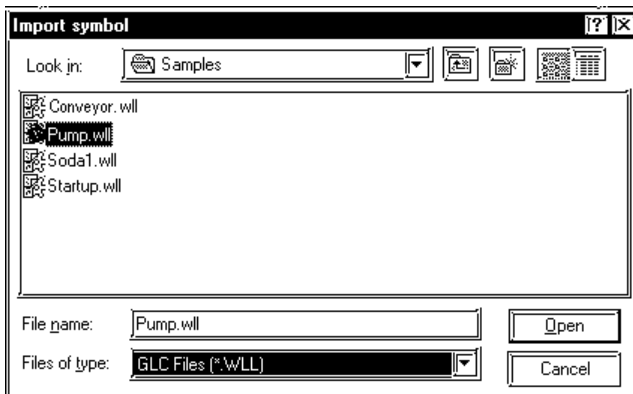 Import symbol
Look in: Samples
Conveyor.wll
Pump.wll
Soda1.wll
Startup.wll
File name: Pump.wll Open
Files of type: GLC Files (*.WLL) Cancel